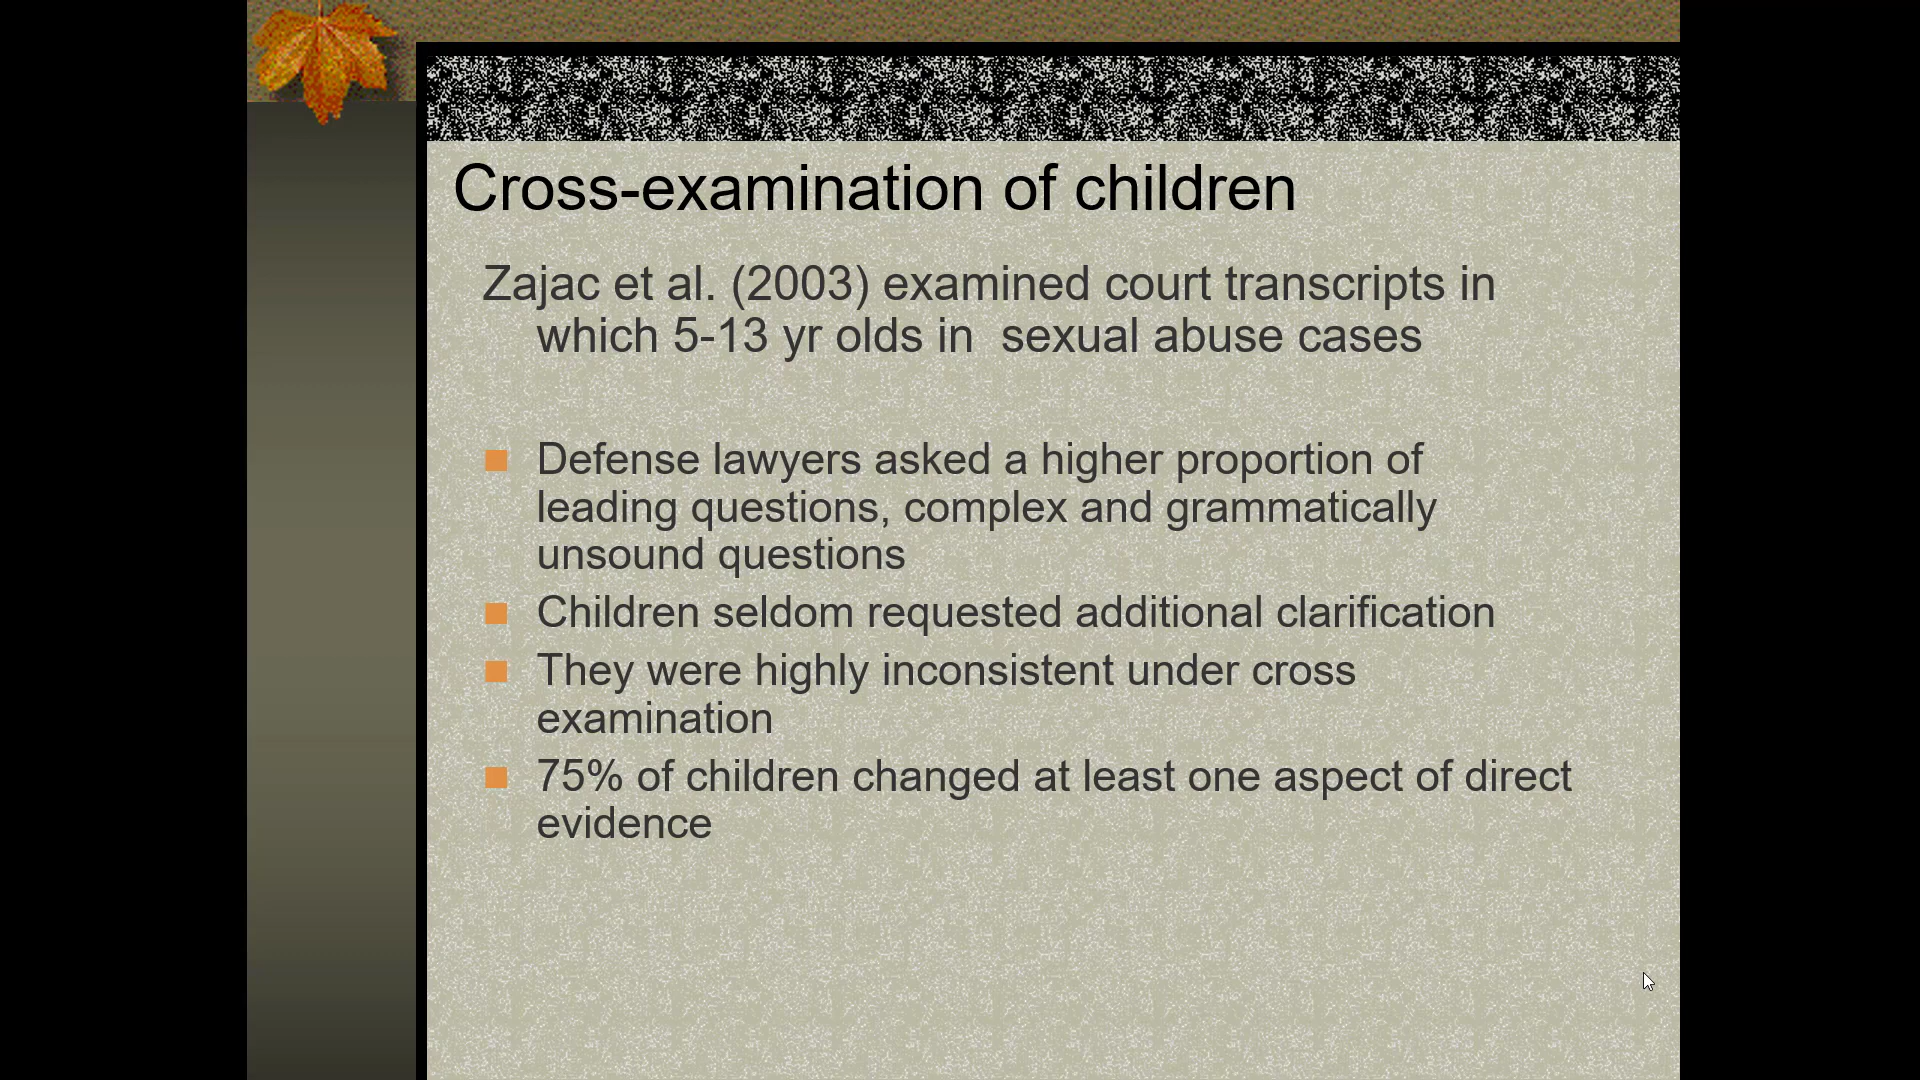 Cross-examination of children
Zajac et al. (2003) examined court transcripts in
which 5-13 yr olds in  sexual abuse cases
Defense lawyers asked a higher proportion of
leading questions, complex and grammatically
unsound questions
Children seldom requested additional clarification
They were highly inconsistent under cross
examination
75% of children changed at least one aspect of direct
evidence